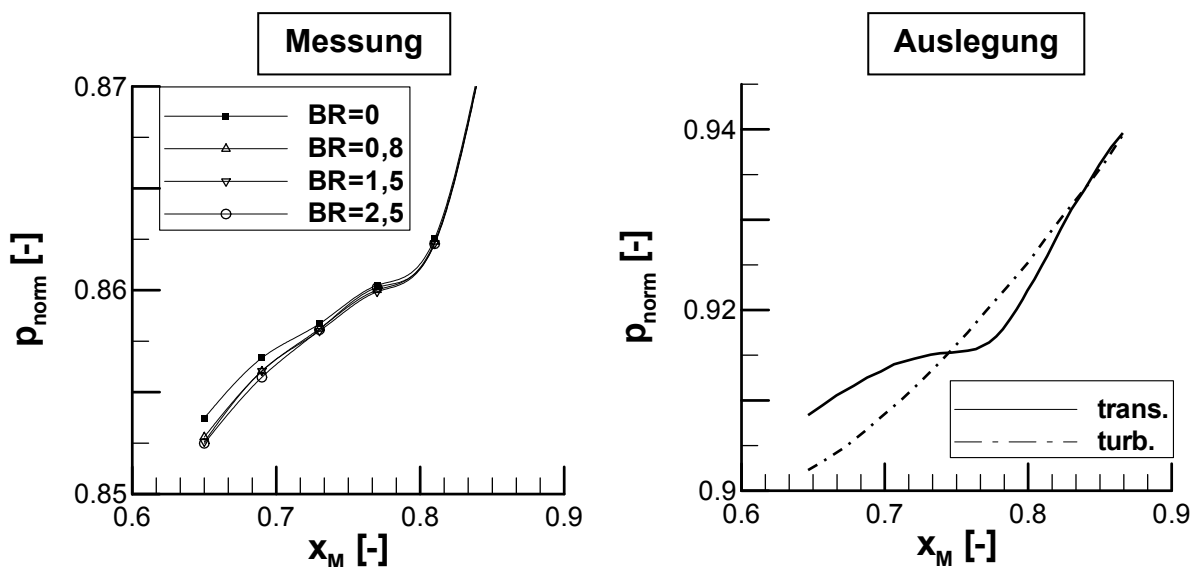 Messung
0.87
0.86
0.85
p_norm [-]
BR=0
BR=0,8
BR=1,5
BR=2,5
0.6
0.7
0.8
0.9
x_M [-]
Auslegung
0.94
0.92
0.9
p_norm [-]
trans.
turb.
0.6
0.7
0.8
0.9
x_M [-]